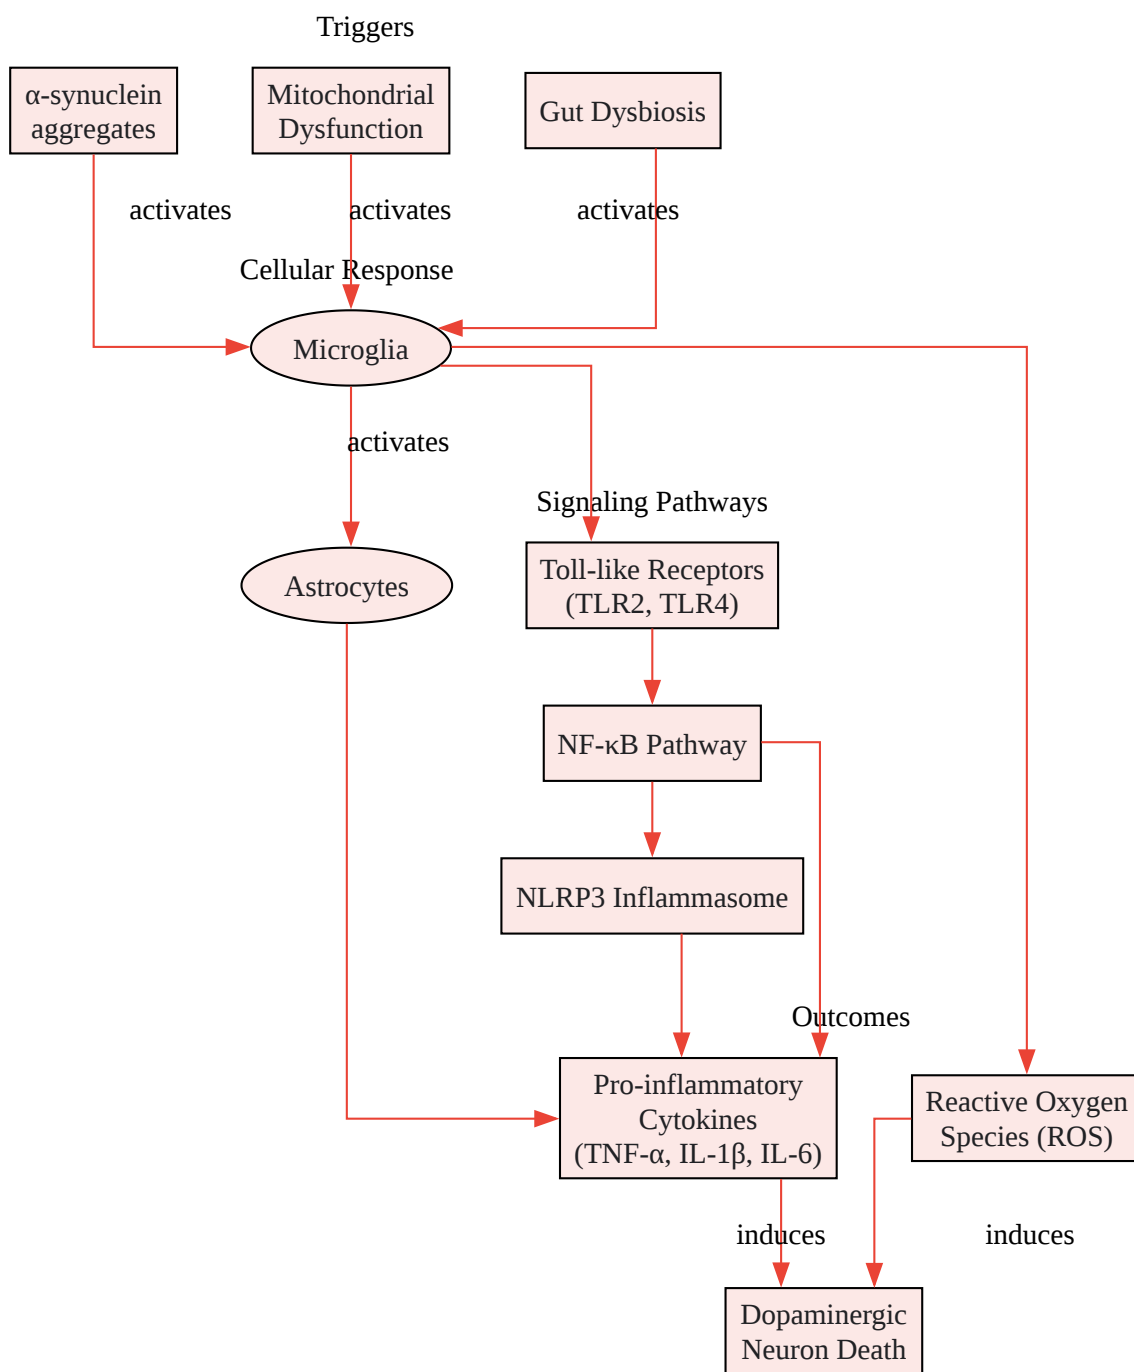 Triggers
α-synuclein
aggregates
Mitochondrial
Dysfunction
Gut Dysbiosis
activates
activates
activates
Cellular Response
Microglia
activates
Signaling Pathways
Toll-like Receptors
(TLR2, TLR4)
Astrocytes
NF-κB Pathway
NLRP3 Inflammasome
Outcomes
Pro-inflammatory
Cytokines
(TNF-α, IL-1β, IL-6)
Reactive Oxygen
Species (ROS)
induces
induces
Dopaminergic
Neuron Death